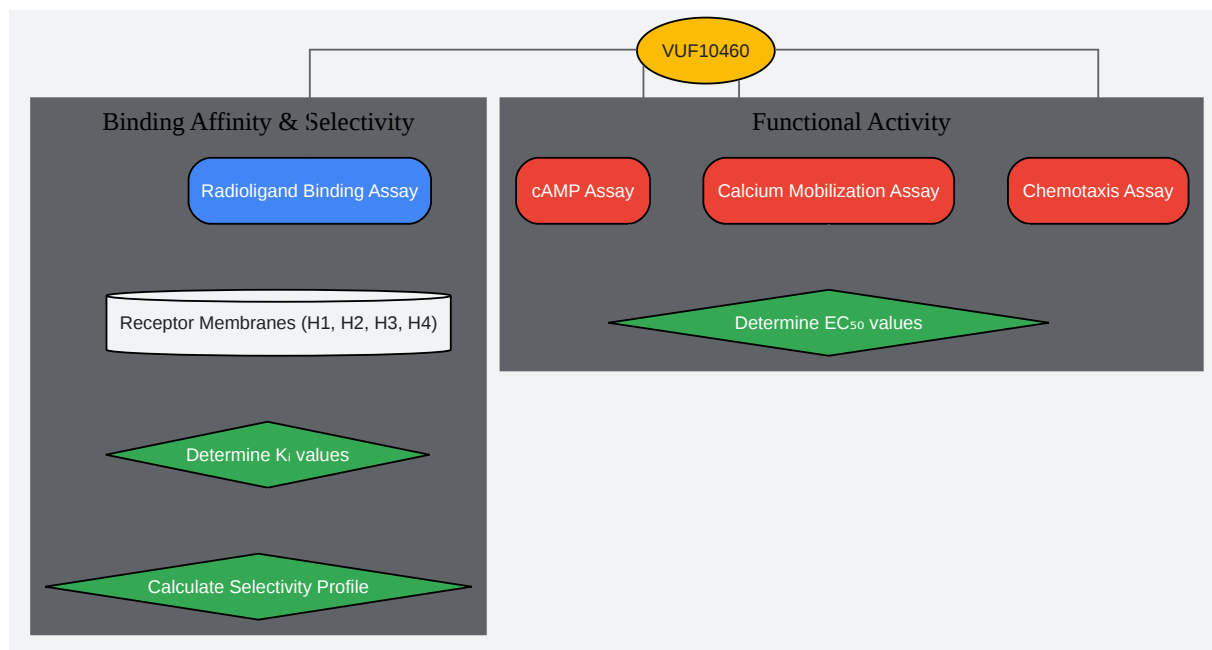 VUF10460
Binding Affinity & Selectivity
Radioligand Binding Assay
Receptor Membranes (H1, H2, H3, H4)
Determine Kᵢ values
Calculate Selectivity Profile
Functional Activity
cAMP Assay
Calcium Mobilization Assay
Chemotaxis Assay
Determine EC₅₀ values